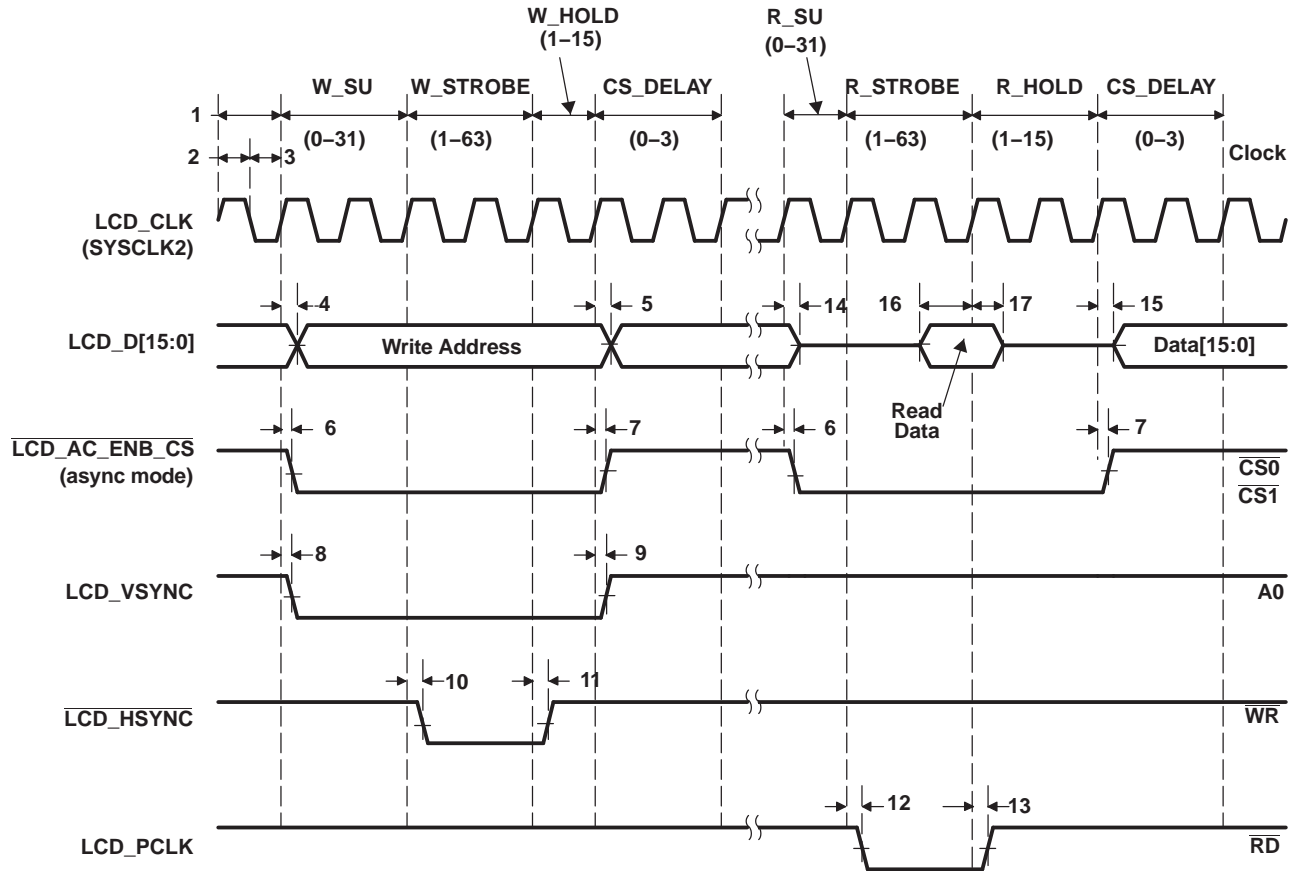 W_HOLD
(1–15)
R_SU
(0–31)
W_SU
W_STROBE
CS_DELAY
R_STROBE
R_HOLD
CS_DELAY
1
(0–31)
(1–63)
(0–3)
(1–63)
(1–15)
(0–3)
2
3
Clock
LCD_CLK
(SYSCLK2)
4
5
14
16
17
15
LCD_D[15:0]
Write Address
Data[15:0]
Read
Data
6
7
6
7
LCD_AC_ENB_CS
(async mode)
CS0
CS1
8
9
LCD_VSYNC
A0
10
11
LCD_HSYNC
WR
12
13
LCD_PCLK
RD